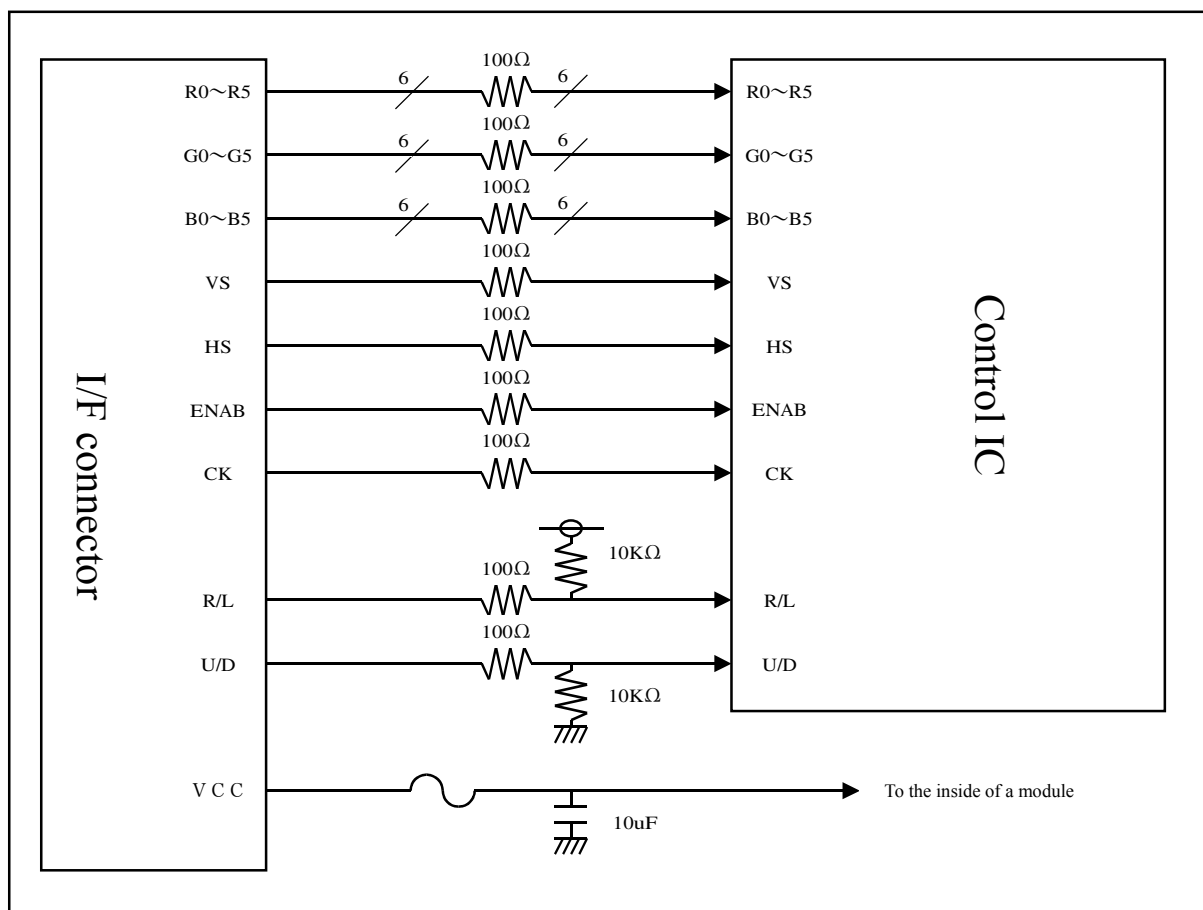 100Ω
R0～R5 6 6 R0～R5
100Ω
G0～G5 6 6 G0～G5
100Ω
B0～B5 6 6 B0～B5
100Ω
VS VS
100Ω
HS HS
100Ω
ENAB ENAB
100Ω
CK CK
I/F connector
Control IC
10KΩ
100Ω
R/L R/L
100Ω
U/D U/D
10KΩ
VCC To the inside of a module
10uF